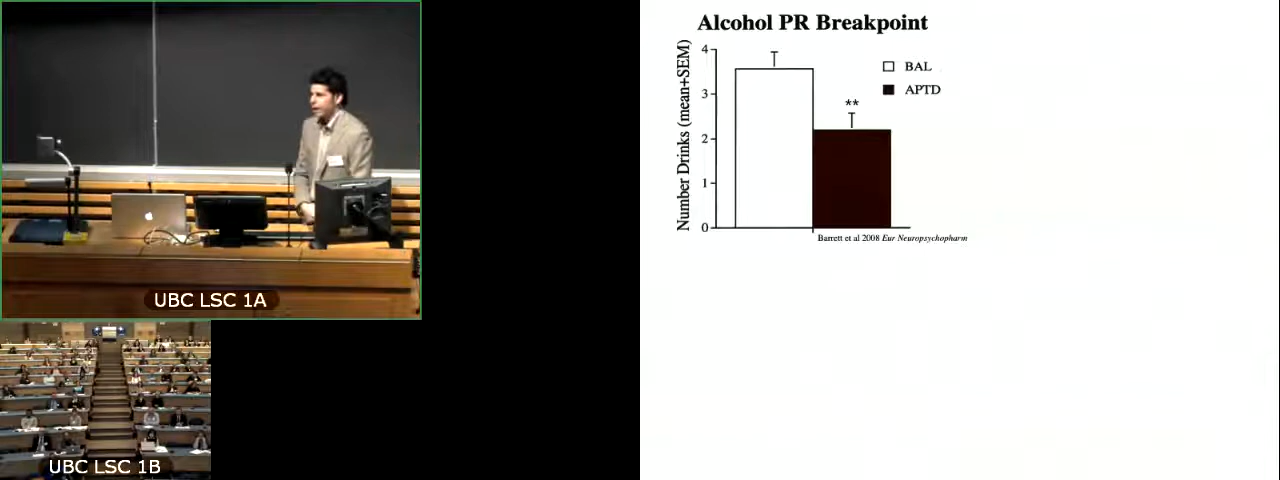 UBC LSC 1A
UBC LSC 1B
Alcohol PR Breakpoint
Number Drinks (mean+SEM)
4
3
2
1
0
**
BAL
APTD
Barrett et al 2008 Eur Neuropsychopharm